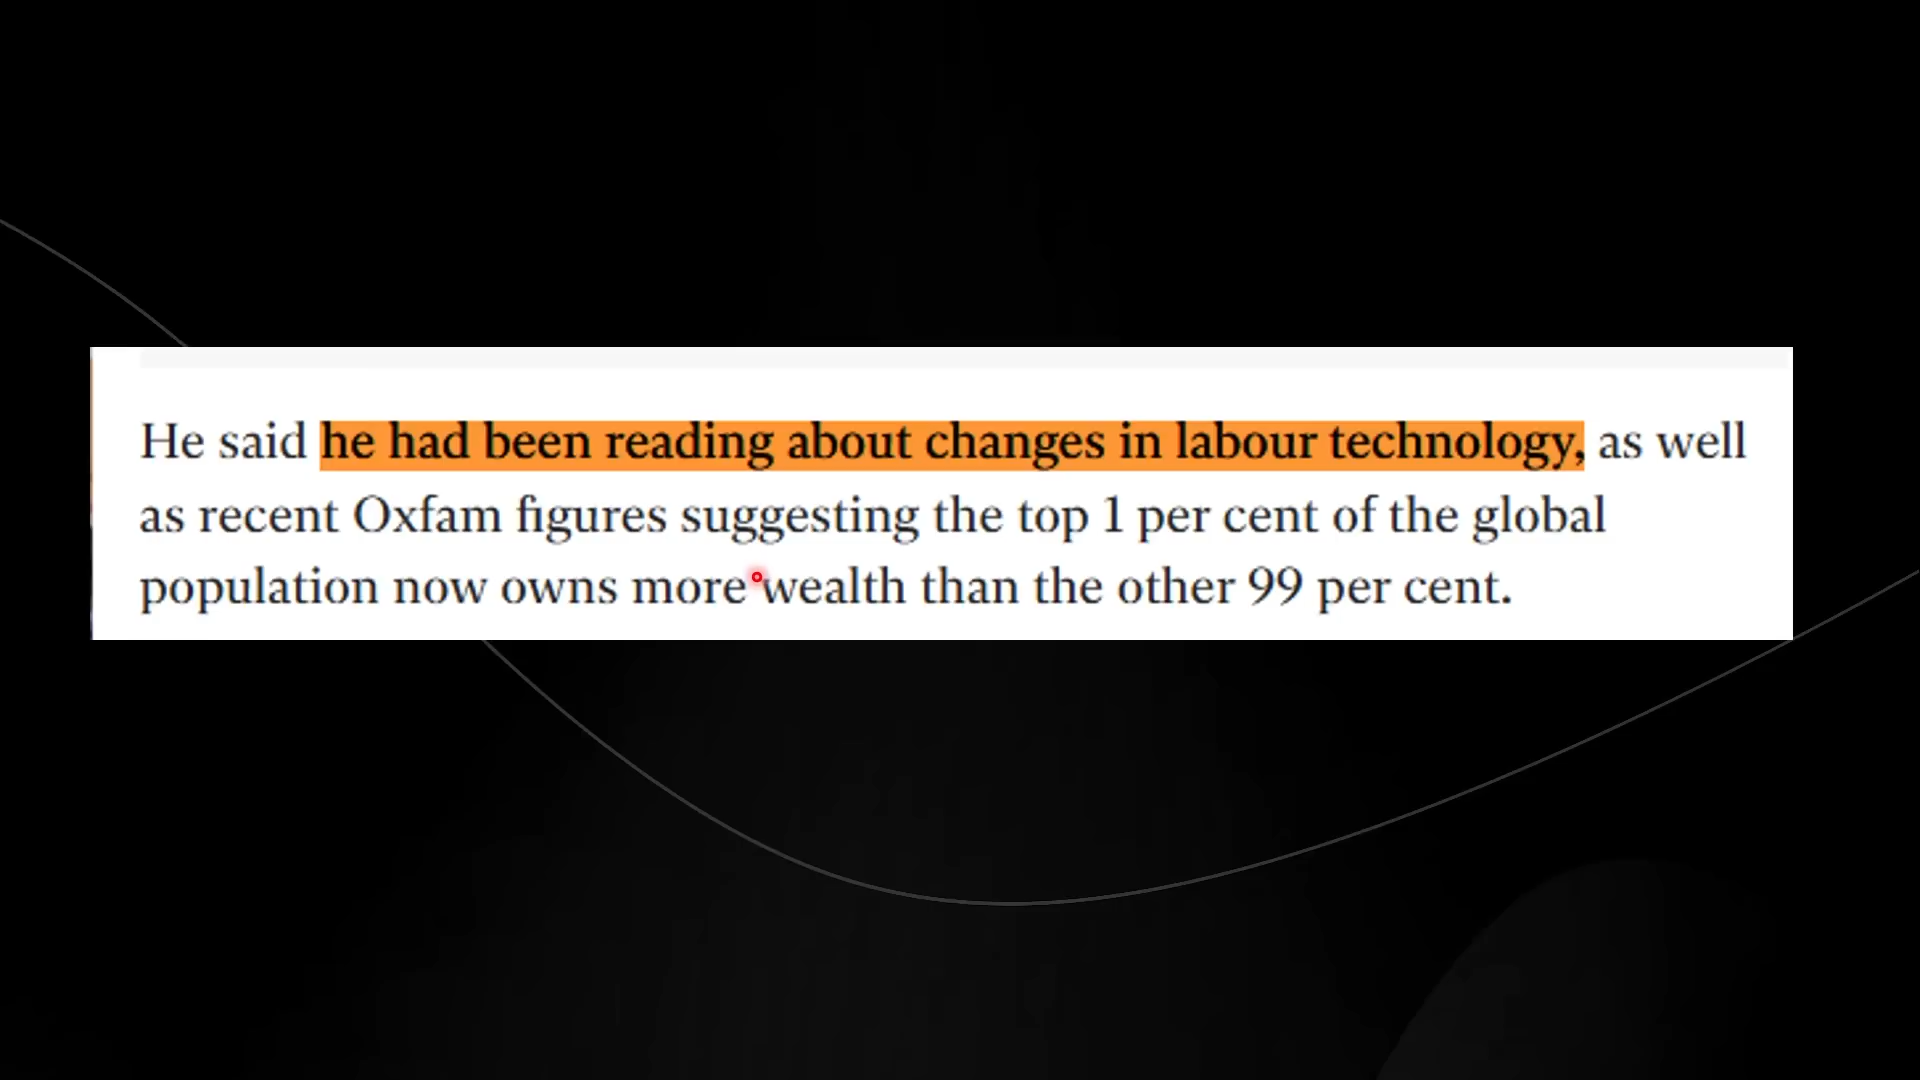 He said he had been reading about changes in labour technology, as well
as recent Oxfam figures suggesting the top 1 per cent of the global
population now owns more wealth than the other 99 per cent.